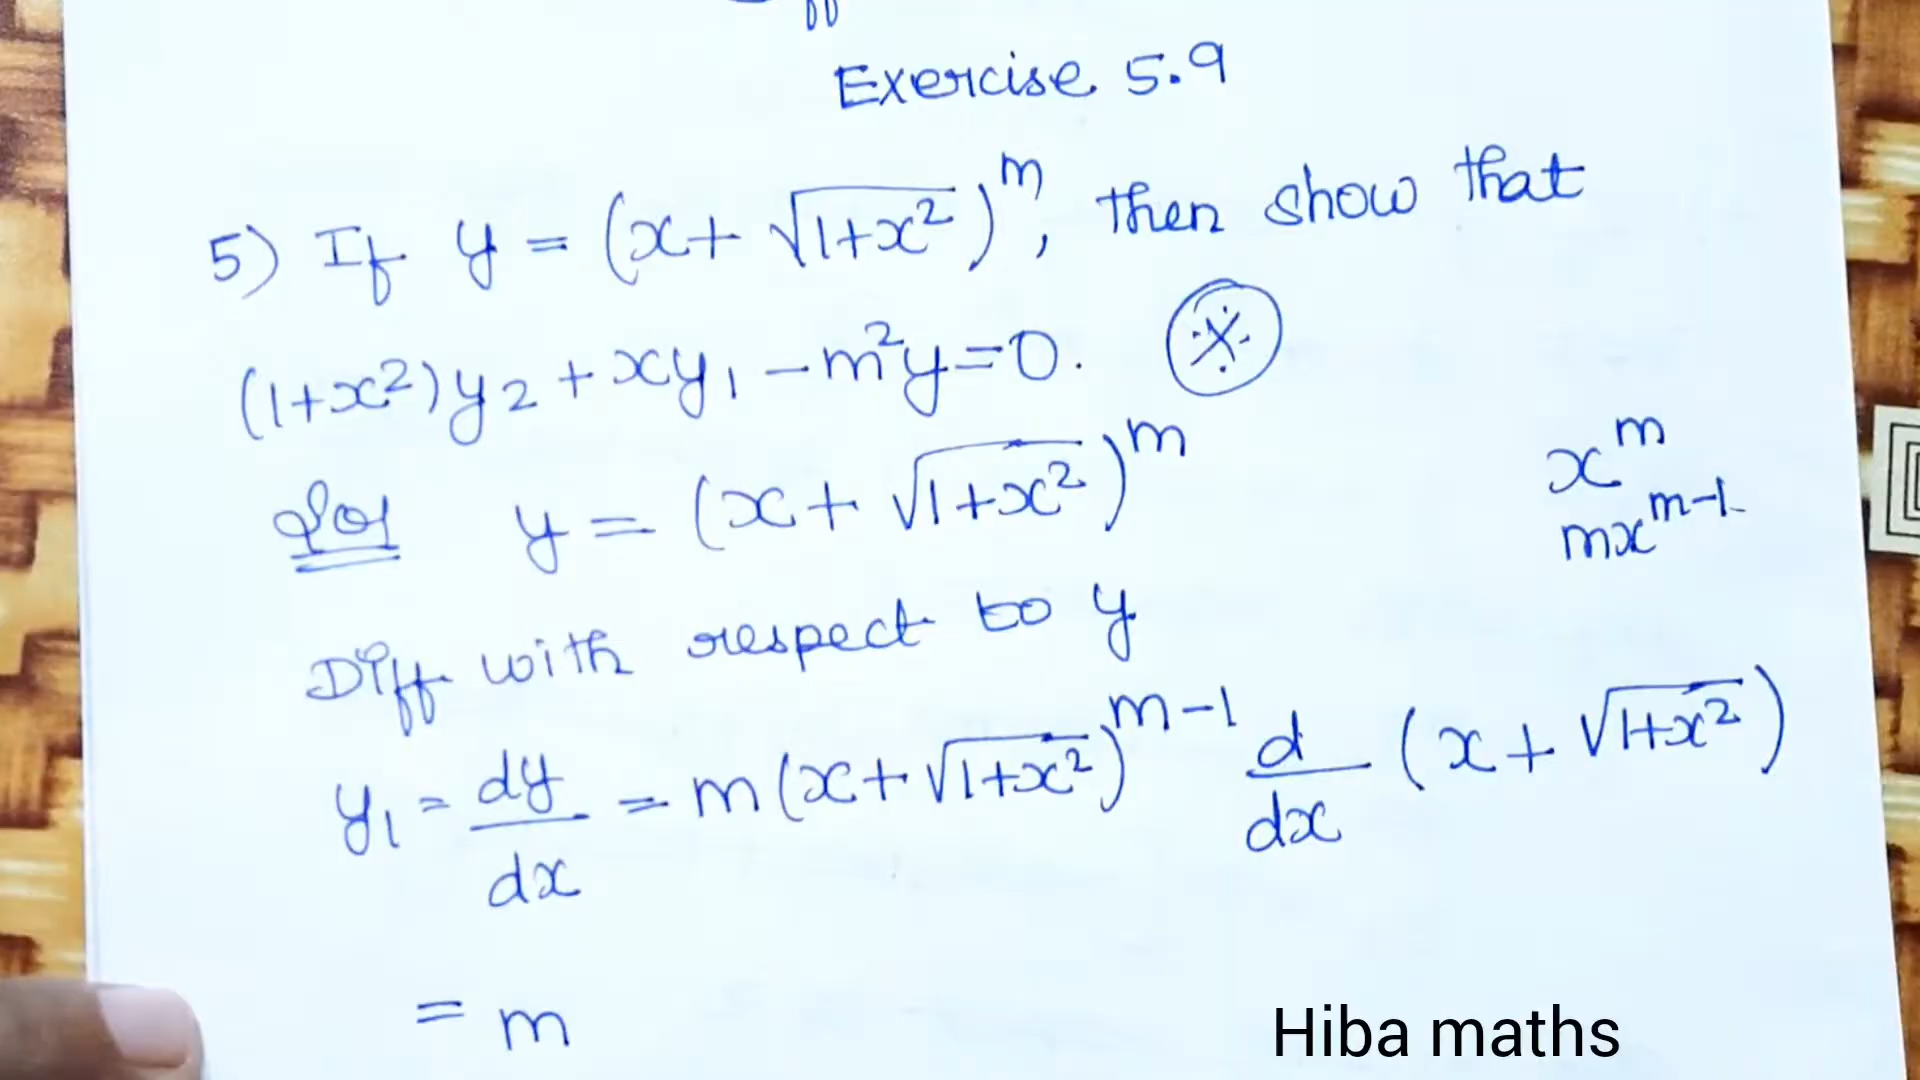 Exercise 5.9
5) If y = (x + √(1+x²))^m, then show that
(1+x²)y₂ + xy₁ − m²y = 0.
Sol y = (x + √(1+x²))^m
x^m
mx^(m−1)
Diff with respect to y
y₁ = dy/dx = m(x + √(1+x²))^(m−1) d/dx (x + √(1+x²))
= m
Hiba maths